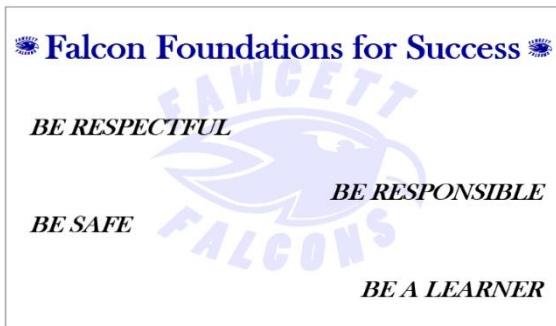 Falcon Foundations for Success
FAWCETT
BE RESPECTFUL
BE RESPONSIBLE
BE SAFE
FALCONS
BE A LEARNER